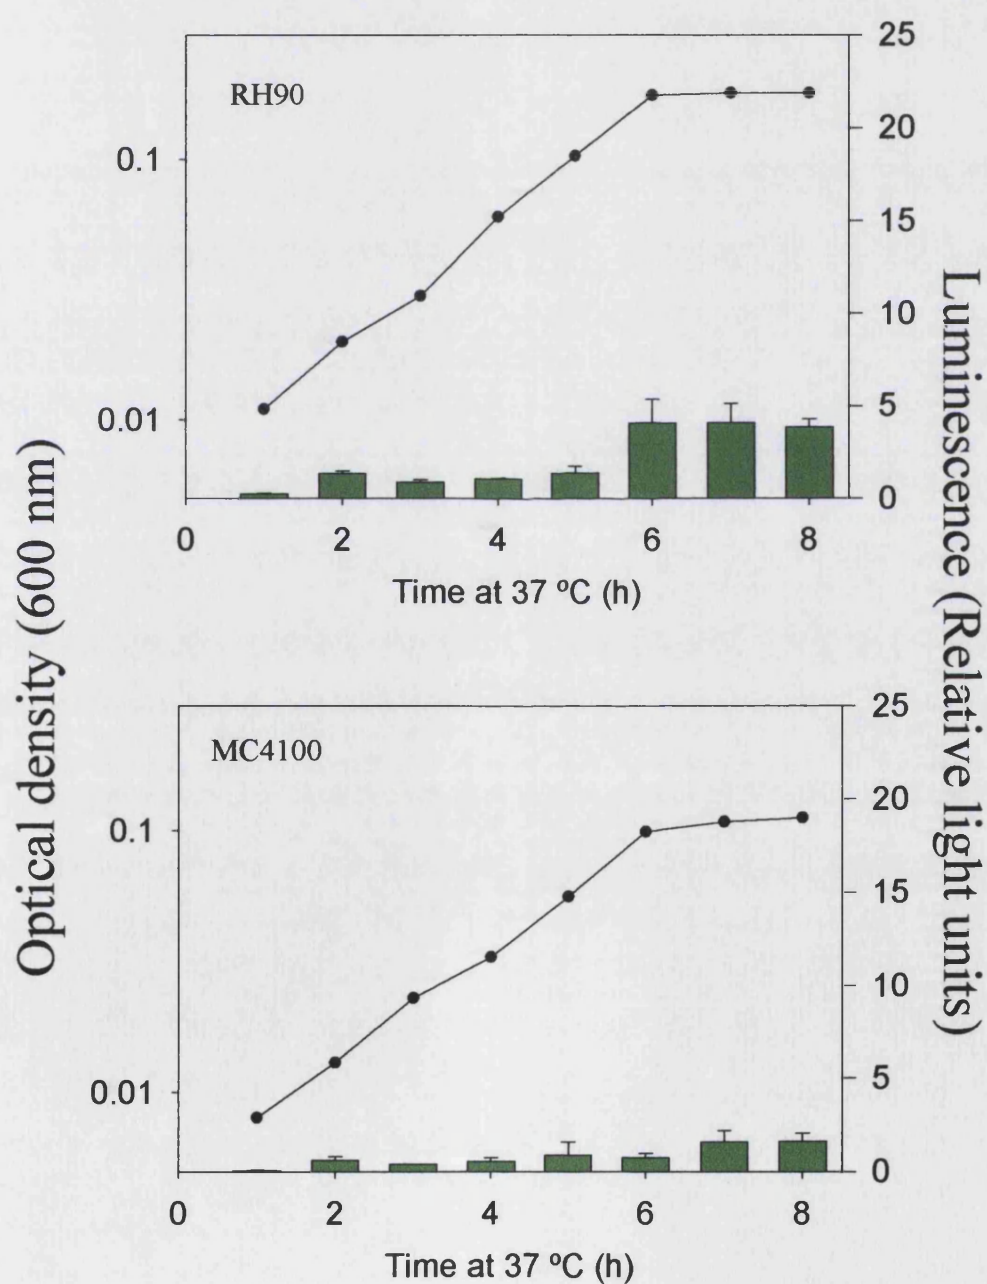 RH90
25
20
15
10
5
0
0.1
0.01
0 2 4 6 8
Time at 37 ºC (h)
Optical density (600 nm)
Luminescence (Relative light units)
MC4100
25
20
15
10
5
0
0.1
0.01
0 2 4 6 8
Time at 37 ºC (h)